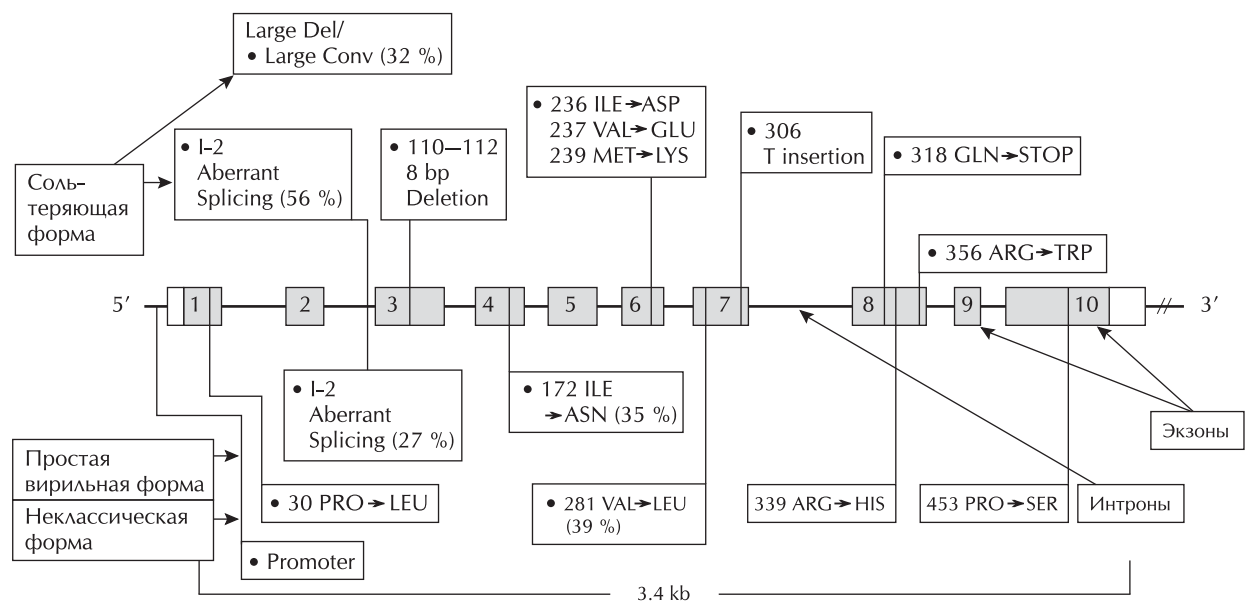 Large Del/
• Large Conv (32 %)
Соль-
теряющая
форма
• I-2
Aberrant
Splicing (56 %)
• 110—112
8 bp
Deletion
• 236 ILE→ASP
237 VAL→GLU
239 MET→LYS
• 306
T insertion
• 318 GLN→STOP
• 356 ARG→TRP
5′ 1 2 3 4 5 6 7 8 9 10 3′
• I-2
Aberrant
Splicing (27 %)
• 172 ILE
→ASN (35 %)
Экзоны
Простая
вирильная форма
Неклассическая
форма
• 30 PRO→LEU
• 281 VAL→LEU
(39 %)
339 ARG→HIS
453 PRO→SER
Интроны
• Promoter
3.4 kb